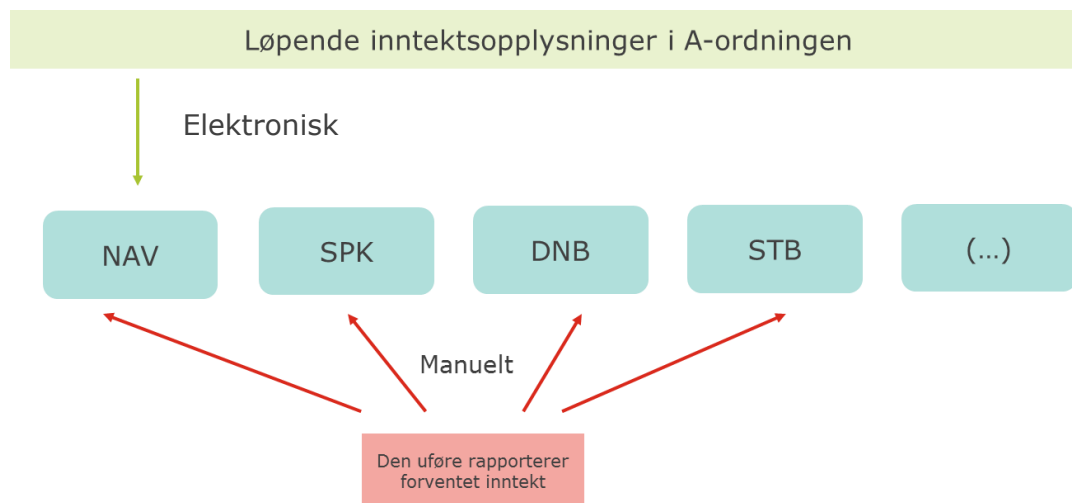 Løpende inntektsopplysninger i A-ordningen
Elektronisk
NAV
SPK
DNB
STB
(...)
Manuelt
Den uføre rapporterer
forventet inntekt